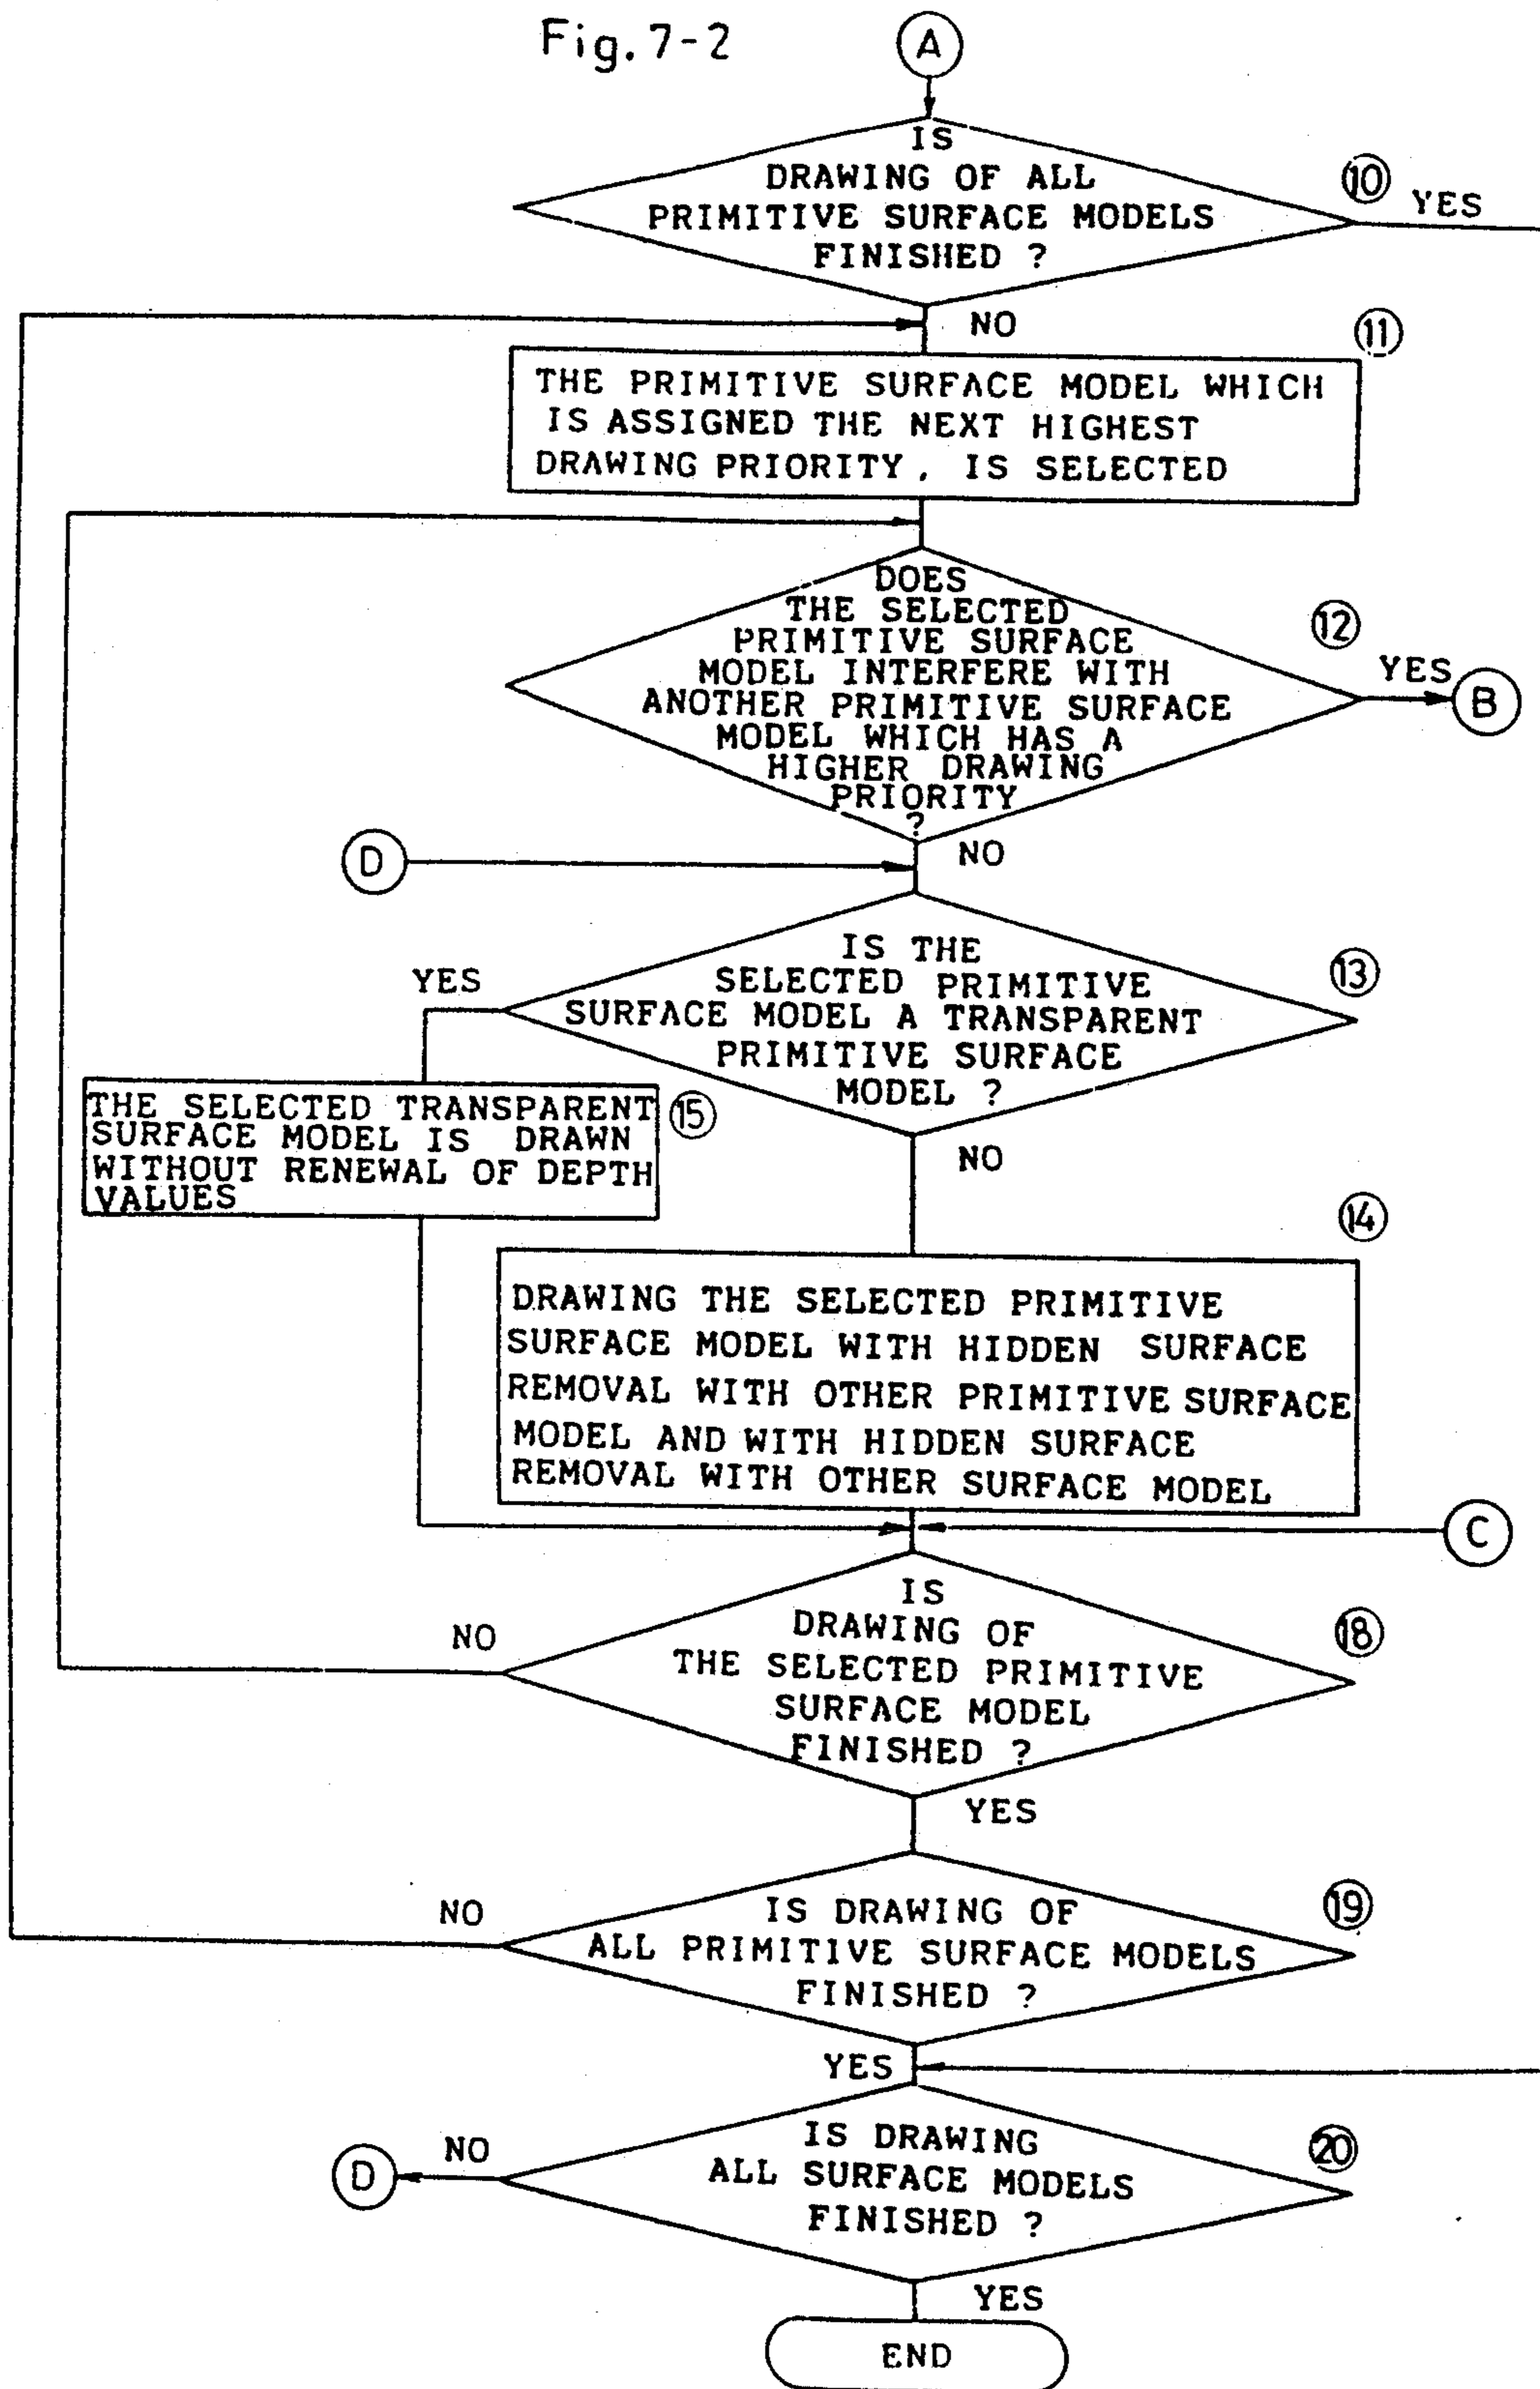 Fig. 7-2
A
IS
DRAWING OF ALL
PRIMITIVE SURFACE MODELS
FINISHED ?
10
YES
NO
11
THE PRIMITIVE SURFACE MODEL WHICH
IS ASSIGNED THE NEXT HIGHEST
DRAWING PRIORITY, IS SELECTED
DOES
THE SELECTED
PRIMITIVE SURFACE
MODEL INTERFERE WITH
ANOTHER PRIMITIVE SURFACE
MODEL WHICH HAS A
HIGHER DRAWING
PRIORITY
?
12
YES
B
NO
D
IS THE
SELECTED PRIMITIVE
SURFACE MODEL A TRANSPARENT
PRIMITIVE SURFACE
MODEL ?
13
YES
THE SELECTED TRANSPARENT
SURFACE MODEL IS DRAWN
WITHOUT RENEWAL OF DEPTH
VALUES
15
NO
14
DRAWING THE SELECTED PRIMITIVE
SURFACE MODEL WITH HIDDEN SURFACE
REMOVAL WITH OTHER PRIMITIVE SURFACE
MODEL AND WITH HIDDEN SURFACE
REMOVAL WITH OTHER SURFACE MODEL
C
IS
DRAWING OF
THE SELECTED PRIMITIVE
SURFACE MODEL
FINISHED ?
18
NO
YES
IS DRAWING OF
ALL PRIMITIVE SURFACE MODELS
FINISHED ?
19
NO
YES
IS DRAWING
ALL SURFACE MODELS
FINISHED ?
20
NO
D
YES
END